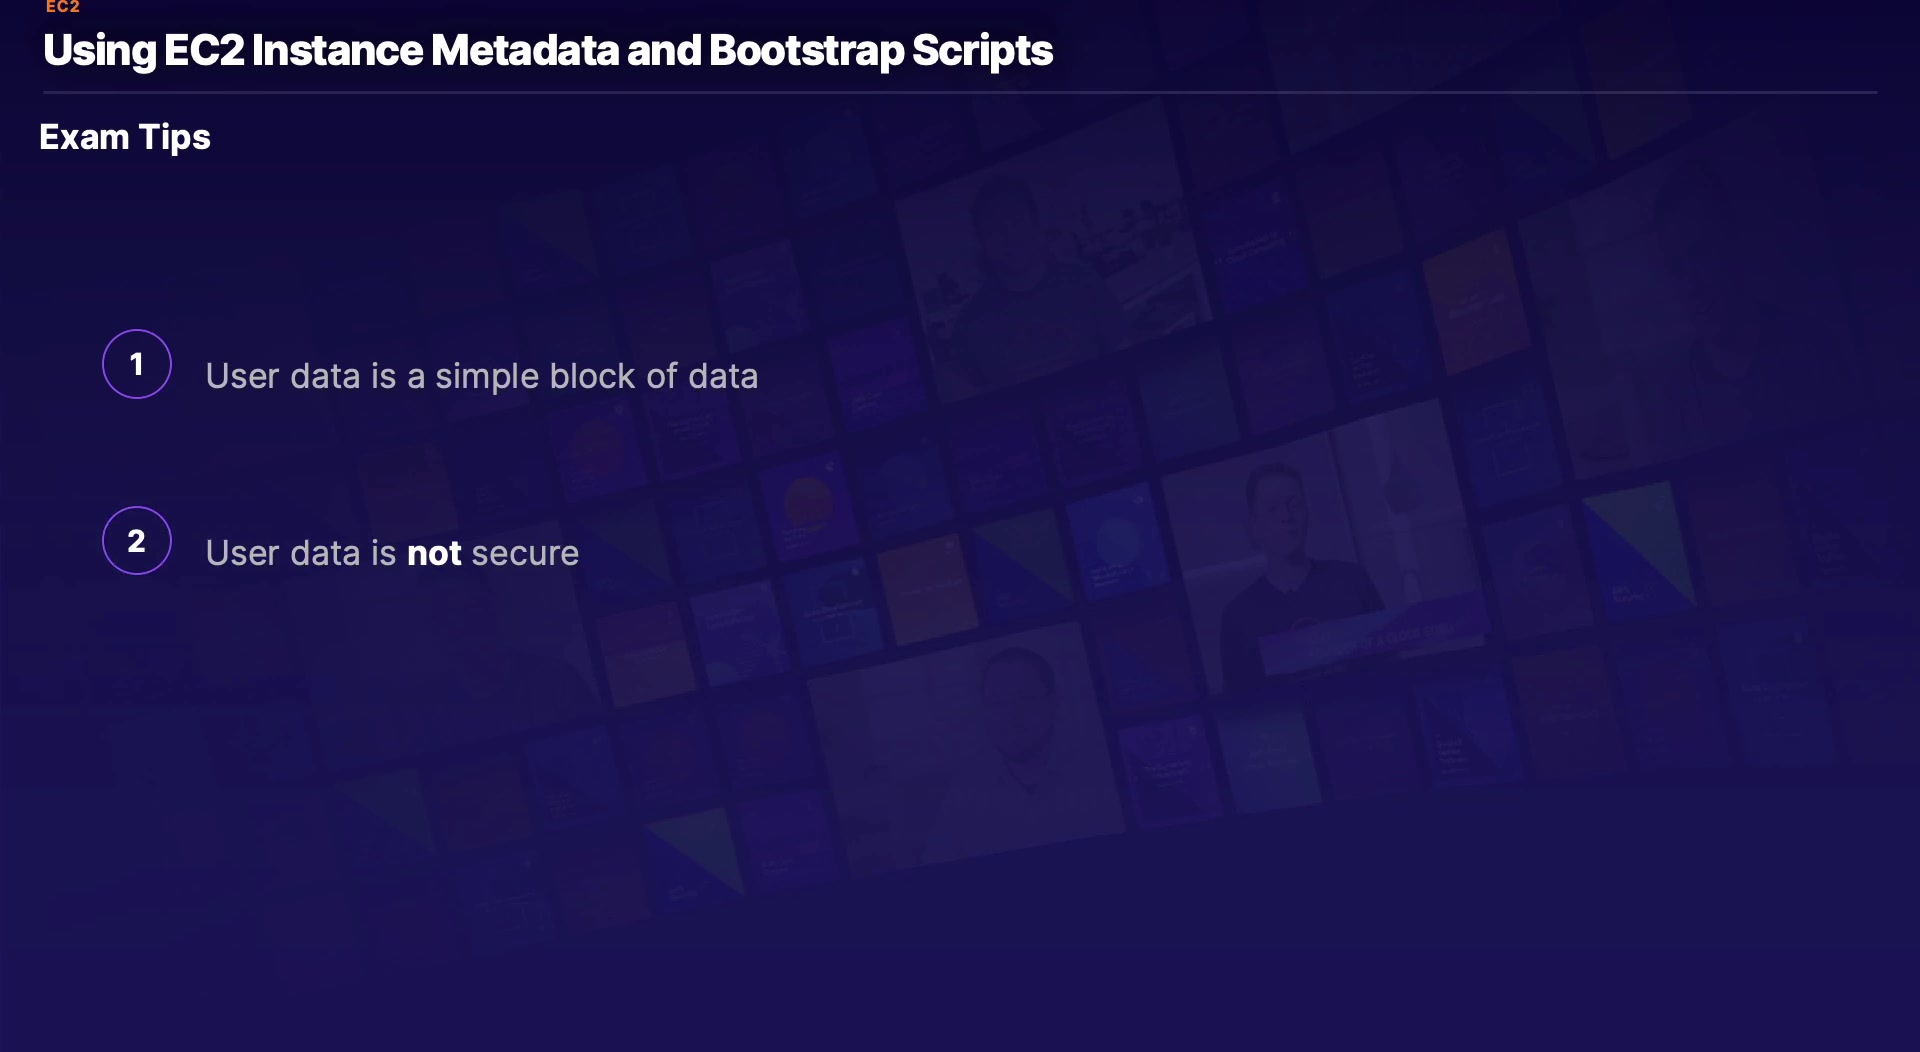 EC2
Using EC2 Instance Metadata and Bootstrap Scripts
Exam Tips
1
User data is a simple block of data
2
User data is not secure